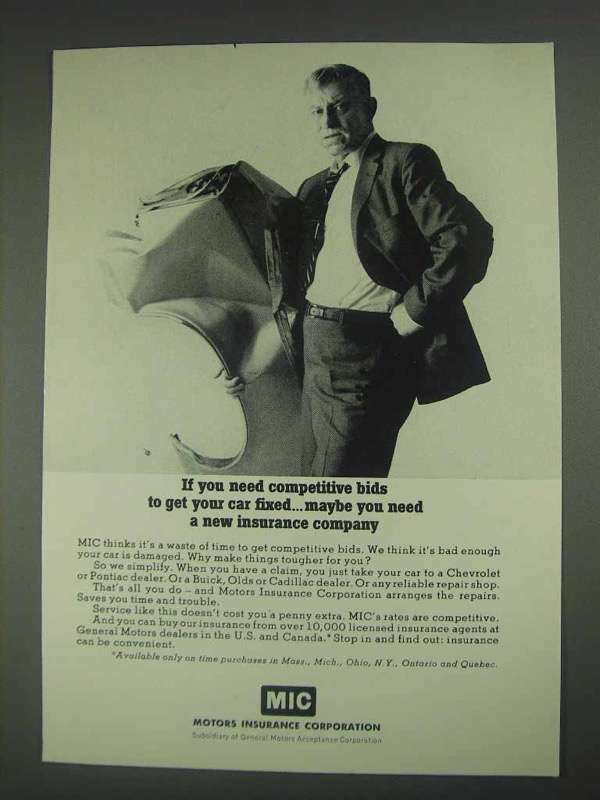 If you need competitive bids
to get your car fixed...maybe you need
a new insurance company
MIC thinks it's a waste of time to get competitive bids. We think it's bad enough
your car is damaged. Why make things tougher for you?
So we simplify. When you have a claim, you just take your car to a Chevrolet
or Pontiac dealer. Or a Buick, Olds or Cadillac dealer. Or any reliable repair shop.
That's all you do – and Motors Insurance Corporation arranges the repairs.
Saves you time and trouble.
Service like this doesn't cost you a penny extra. MIC's rates are competitive.
And you can buy our insurance from over 10,000 licensed insurance agents at
General Motors dealers in the U.S. and Canada.* Stop in and find out: insurance
can be convenient.
*Available only on time purchases in Mass., Mich., Ohio, N.Y., Ontario and Quebec.
MIC
MOTORS INSURANCE CORPORATION
Subsidiary of General Motors Acceptance Corporation